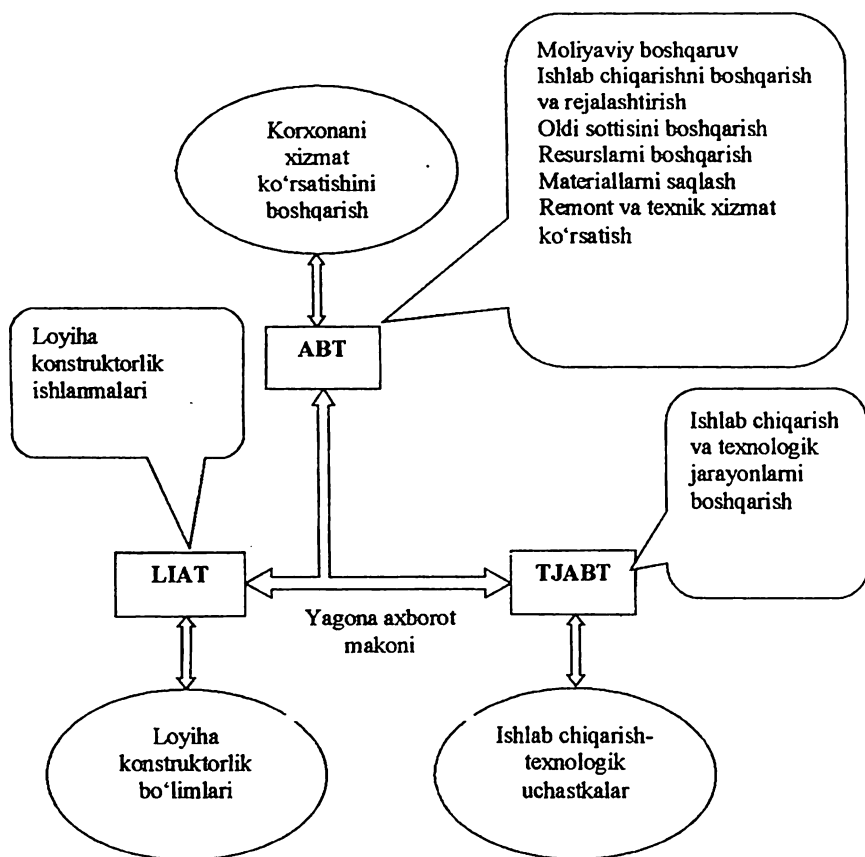 Moliyaviy boshqaruv
Ishlab chiqarishni boshqarish
va rejalashtirish
Oldi sottisini boshqarish
Resurslarni boshqarish
Materiallarni saqlash
Remont va texnik xizmat
ko‘rsatish
Korxonani
xizmat
ko‘rsatishini
boshqarish
ABT
Loyiha
konstruktorlik
ishlanmalari
Ishlab chiqarish
va texnologik
jarayonlarni
boshqarish
LIAT
TJABT
Yagona axborot
makoni
Loyiha
konstruktorlik
bo‘limlari
Ishlab chiqarish-
texnologik
uchastkalar